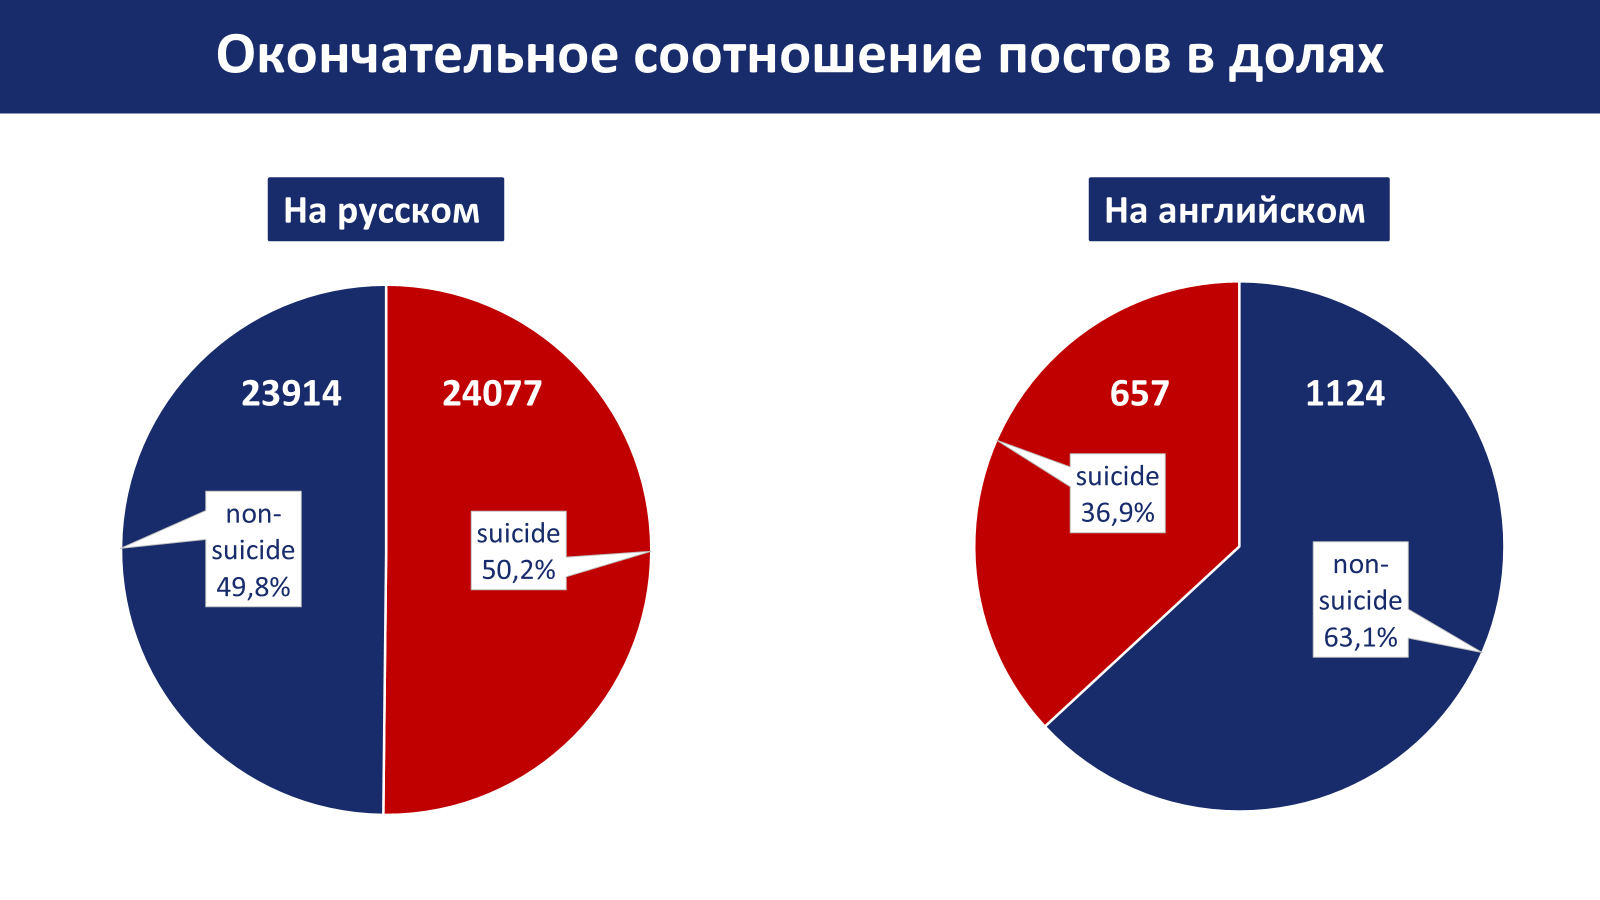 Окончательное соотношение постов в долях
На русском
На английском
23914
24077
non-
suicide
49,8%
suicide
50,2%
657
1124
suicide
36,9%
non-
suicide
63,1%